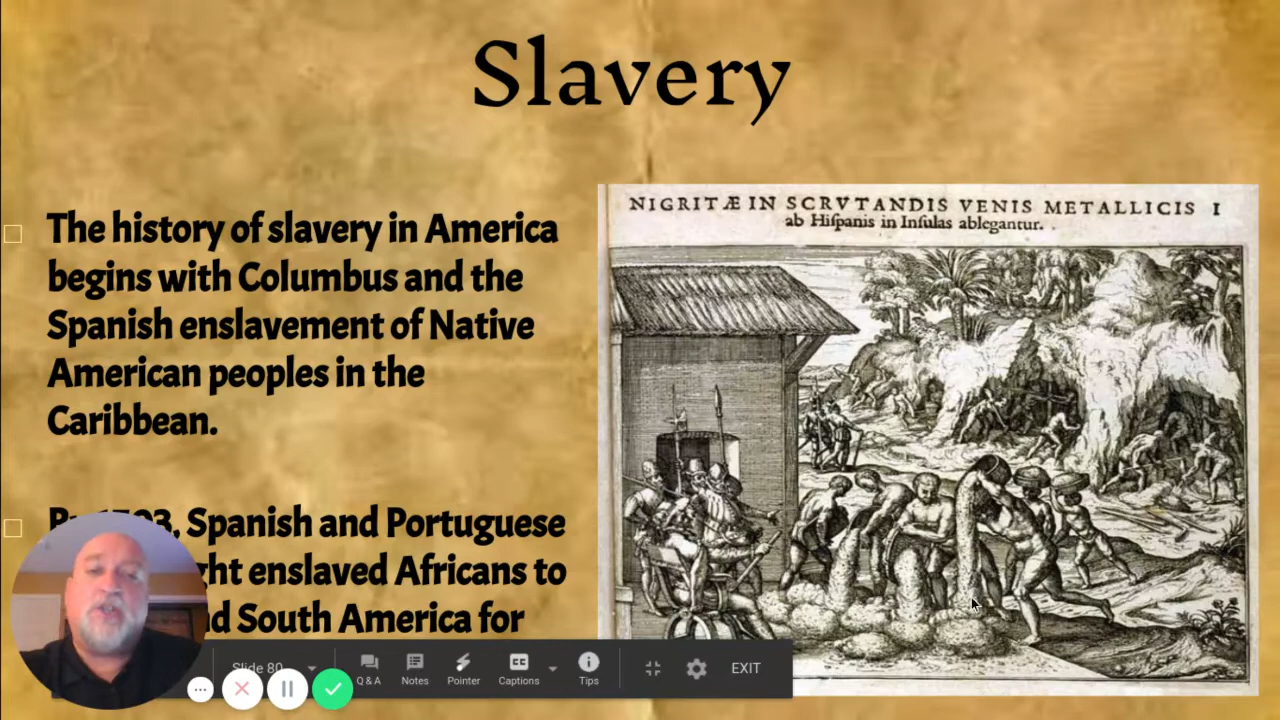 Slavery
The history of slavery in America
begins with Columbus and the
Spanish enslavement of Native
American peoples in the
Caribbean.
Spanish and Portuguese
enslaved Africans to
South America for
NIGRITÆ IN SCRVTANDIS VENIS METALLICIS I
ab Hiſpanis in Inſulas ablegantur.
Slide 80
Q & A
Notes
Pointer
CC
Captions
Tips
EXIT